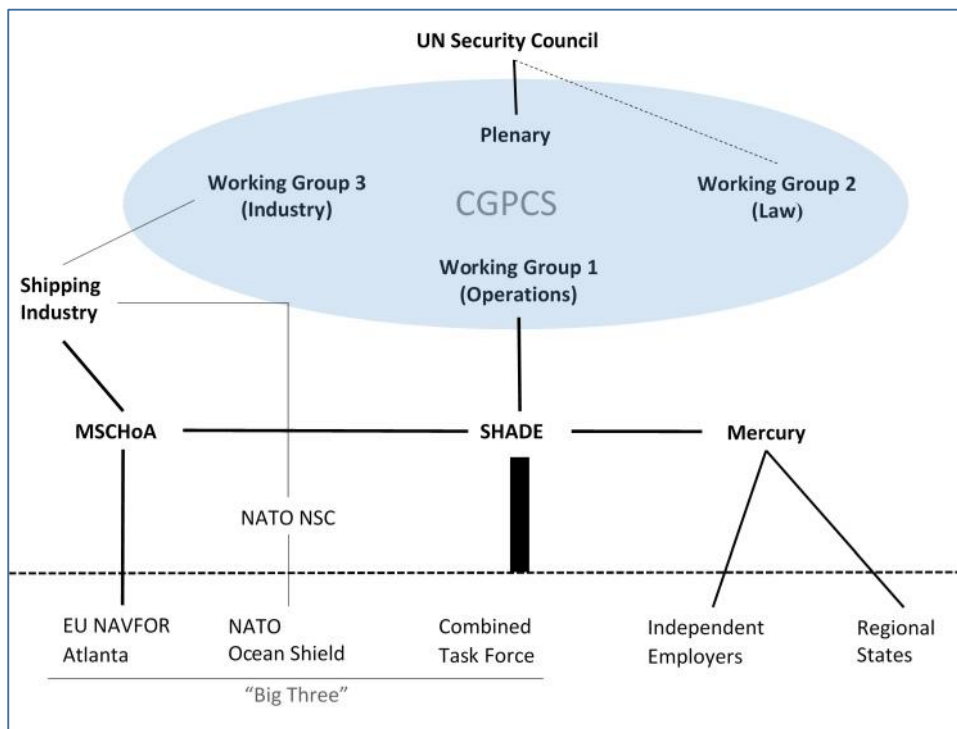 UN Security Council
Plenary
Working Group 3
(Industry)
CGPCS
Working Group 2
(Law)
Working Group 1
(Operations)
Shipping
Industry
MSCHoA
SHADE
Mercury
NATO NSC
EU NAVFOR
Atlanta
NATO
Ocean Shield
Combined
Task Force
Independent
Employers
Regional
States
“Big Three”